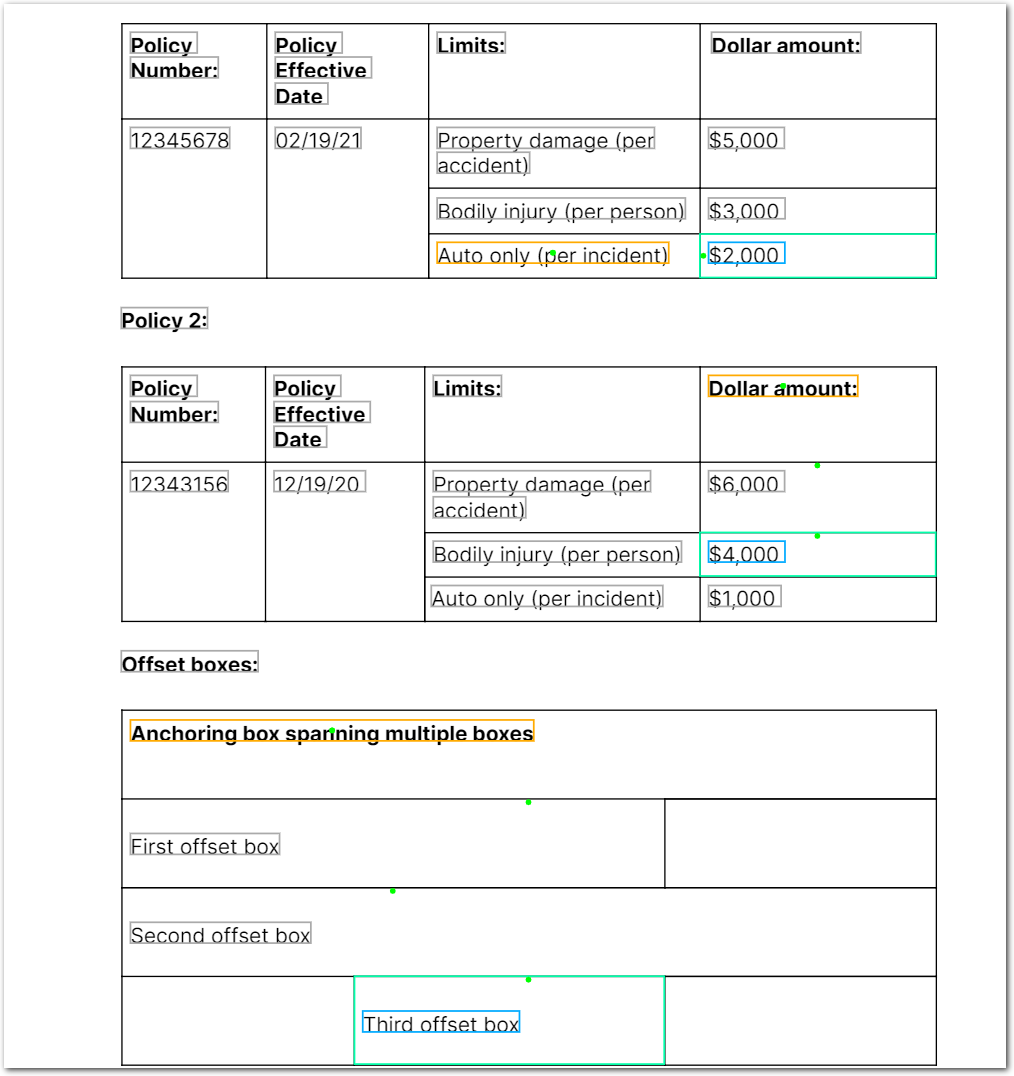 Policy Number: Policy Effective Date Limits: Dollar amount:
12345678 02/19/21 Property damage (per accident) $5,000
Bodily injury (per person) $3,000
Auto only (per incident) $2,000
Policy 2:
Policy Number: Policy Effective Date Limits: Dollar amount:
12343156 12/19/20 Property damage (per accident) $6,000
Bodily injury (per person) $4,000
Auto only (per incident) $1,000
Offset boxes:
Anchoring box spanning multiple boxes
First offset box
Second offset box
Third offset box